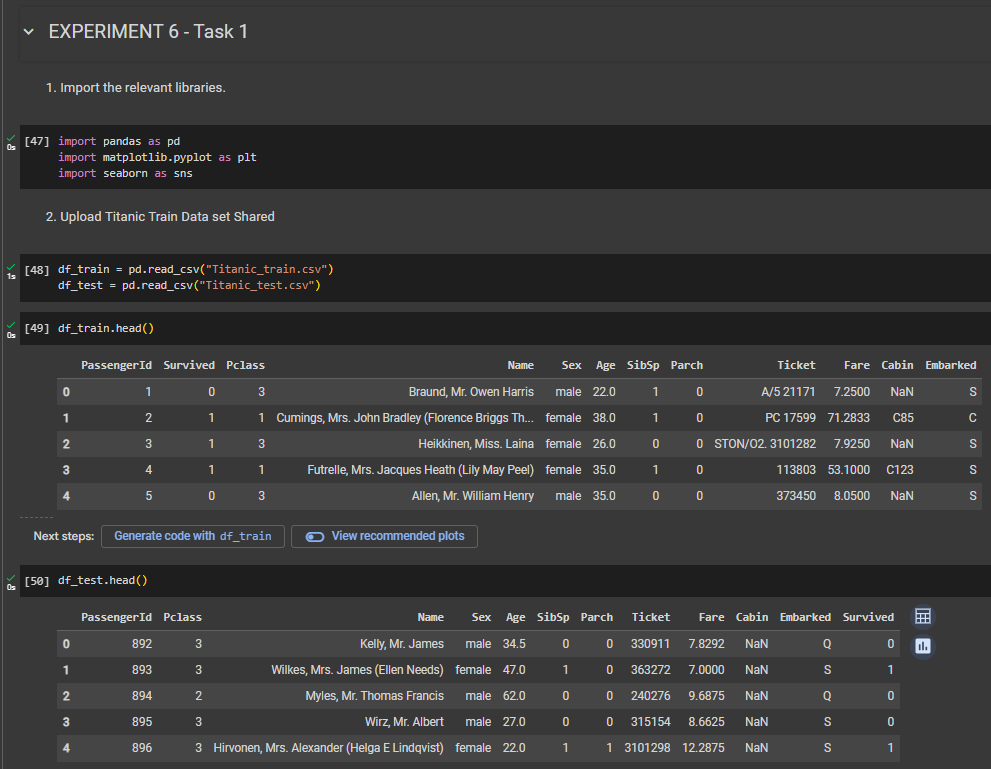 EXPERIMENT 6 - Task 1
1. Import the relevant libraries.
0s
[47] import pandas as pd
import matplotlib.pyplot as plt
import seaborn as sns
2. Upload Titanic Train Data set Shared
1s
[48] df_train = pd.read_csv("Titanic_train.csv")
df_test = pd.read_csv("Titanic_test.csv")
0s
[49] df_train.head()
PassengerId Survived Pclass Name Sex Age SibSp Parch Ticket Fare Cabin Embarked
0 1 0 3 Braund, Mr. Owen Harris male 22.0 1 0 A/5 21171 7.2500 NaN S
1 2 1 1 Cumings, Mrs. John Bradley (Florence Briggs Th... female 38.0 1 0 PC 17599 71.2833 C85 C
2 3 1 3 Heikkinen, Miss. Laina female 26.0 0 0 STON/O2. 3101282 7.9250 NaN S
3 4 1 1 Futrelle, Mrs. Jacques Heath (Lily May Peel) female 35.0 1 0 113803 53.1000 C123 S
4 5 0 3 Allen, Mr. William Henry male 35.0 0 0 373450 8.0500 NaN S
Next steps: Generate code with df_train View recommended plots
0s
[50] df_test.head()
PassengerId Pclass Name Sex Age SibSp Parch Ticket Fare Cabin Embarked Survived
0 892 3 Kelly, Mr. James male 34.5 0 0 330911 7.8292 NaN Q 0
1 893 3 Wilkes, Mrs. James (Ellen Needs) female 47.0 1 0 363272 7.0000 NaN S 1
2 894 2 Myles, Mr. Thomas Francis male 62.0 0 0 240276 9.6875 NaN Q 0
3 895 3 Wirz, Mr. Albert male 27.0 0 0 315154 8.6625 NaN S 0
4 896 3 Hirvonen, Mrs. Alexander (Helga E Lindqvist) female 22.0 1 1 3101298 12.2875 NaN S 1